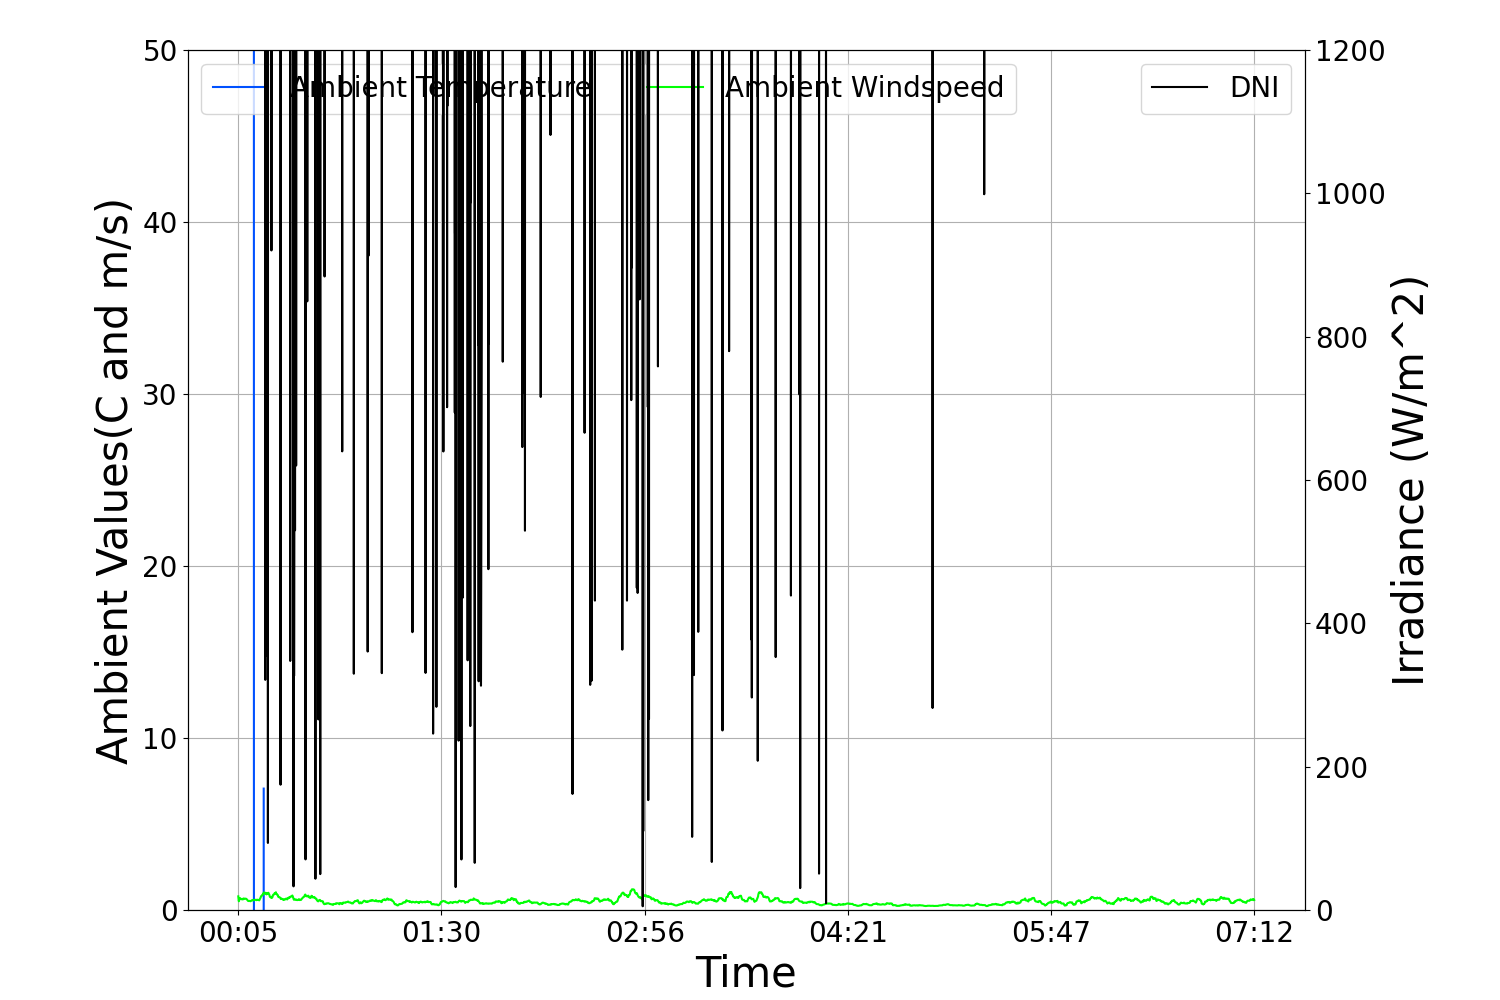 Ambient Temperature
Ambient Windspeed
DNI
50
40
30
20
10
0
Ambient Values(C and m/s)
1200
1000
800
600
400
200
0
Irradiance (W/m^2)
00:05 01:30 02:56 04:21 05:47 07:12
Time